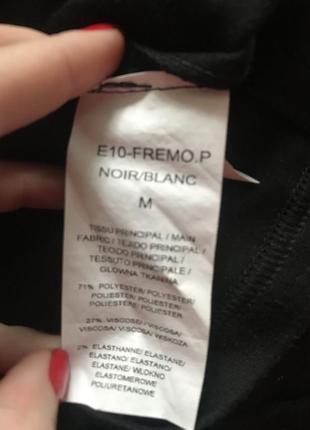 E10-FREMO.P
NOIR/BLANC
M
TISSU PRINCIPAL / MAIN
FABRIC / TEJIDO PRINCIPAL /
TECIDO PRINCIPAL /
TESSUTO PRINCIPALE /
GLOWNA TKANINA
71% POLYESTER/ POLYESTER/
POLIESTER/ POLIESTER/
POLIESTERE/ POLIESTER
27% VISCOSE/ VISCOSE/ VISCOSA/
VISCOSA/ VISCOSA/ WISKOZA
2% ELASTHANNE/ ELASTANE/
ELASTANO/ ELASTANO/
ELASTANE/ WLOKNO
ELASTOMEROWE
POLIURETANOWE